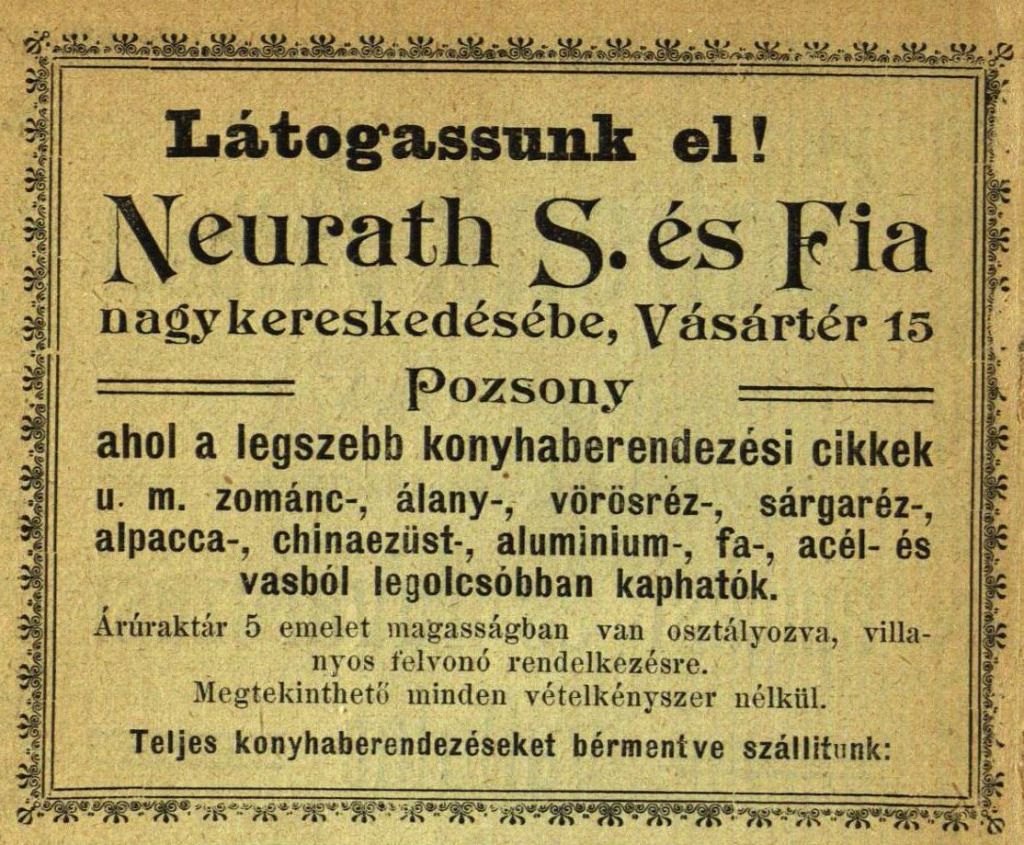 Látogassunk el!
Neurath S. és Fia
nagykereskedésébe, Vásártér 15
Pozsony
ahol a legszebb konyhaberendezési cikkek
u. m. zománc-, álany-, vörösréz-, sárgaréz-,
alpacca-, chinaezüst-, aluminium-, fa-, acél- és
vasból legolcsóbban kaphatók.
Árúraktár 5 emelet magasságban van osztályozva, villa-
nyos felvonó rendelkezésre.
Megtekinthető minden vételkényszer nélkül.
Teljes konyhaberendezéseket bérmentve szállitunk: